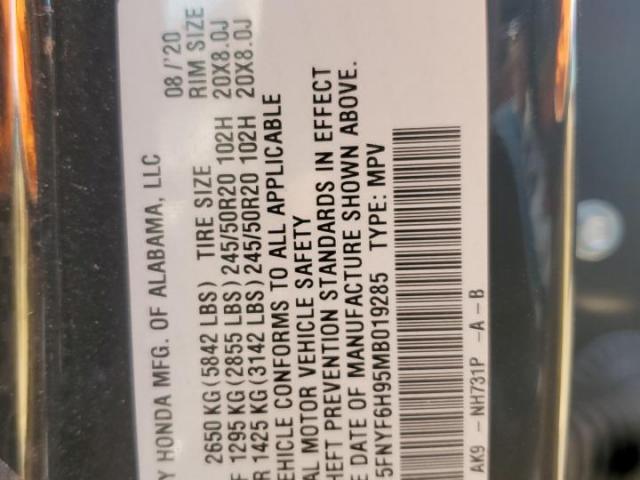 Y HONDA MFG. OF ALABAMA, LLC 08/'20
2650 KG (5842 LBS) TIRE SIZE RIM SIZE
F 1295 KG (2855 LBS) 245/50R20 102H 20X8.0J
R 1425 KG (3142 LBS) 245/50R20 102H 20X8.0J
EHICLE CONFORMS TO ALL APPLICABLE
AL MOTOR VEHICLE SAFETY
HEFT PREVENTION STANDARDS IN EFFECT
E DATE OF MANUFACTURE SHOWN ABOVE.
5FNYF6H95MB019285 TYPE: MPV
AK9 -NH731P -A-B